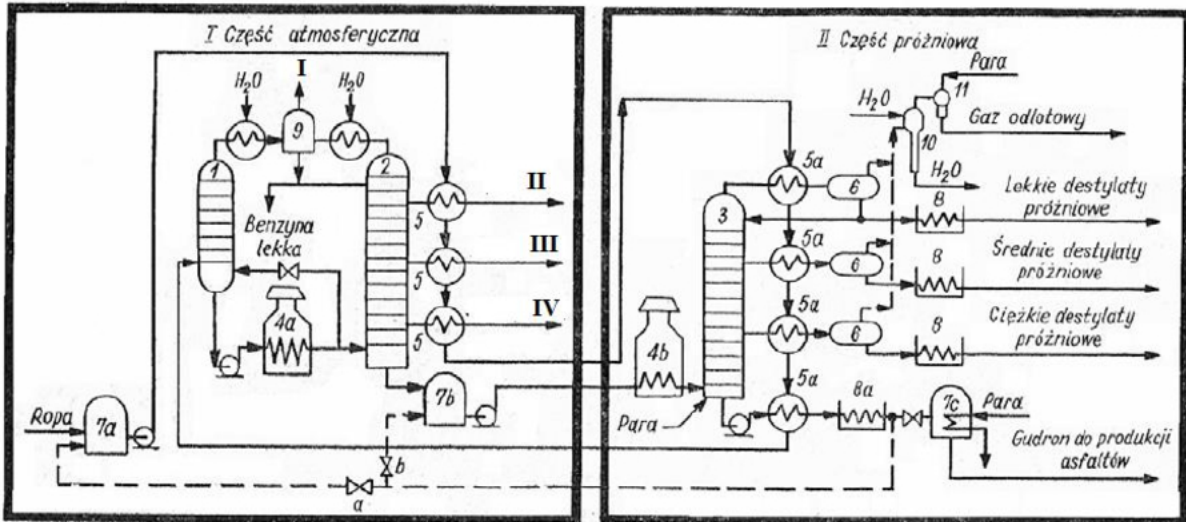 I Część atmosferyczna
I
H₂O
H₂O
9
1
2
II
5
Benzyna
lekka
III
5
IV
4a
5
7b
Ropa
7a
b
a
II Część próżniowa
Para
11
H₂O
Gaz odlotowy
10
5a
6
H₂O
Lekkie destylaty
próżniowe
8
3
5a
6
Średnie destylaty
próżniowe
8
5a
6
Ciężkie destylaty
próżniowe
8
4b
5a
8a
7c
Para
Para
Gudron do produkcji
asfaltów